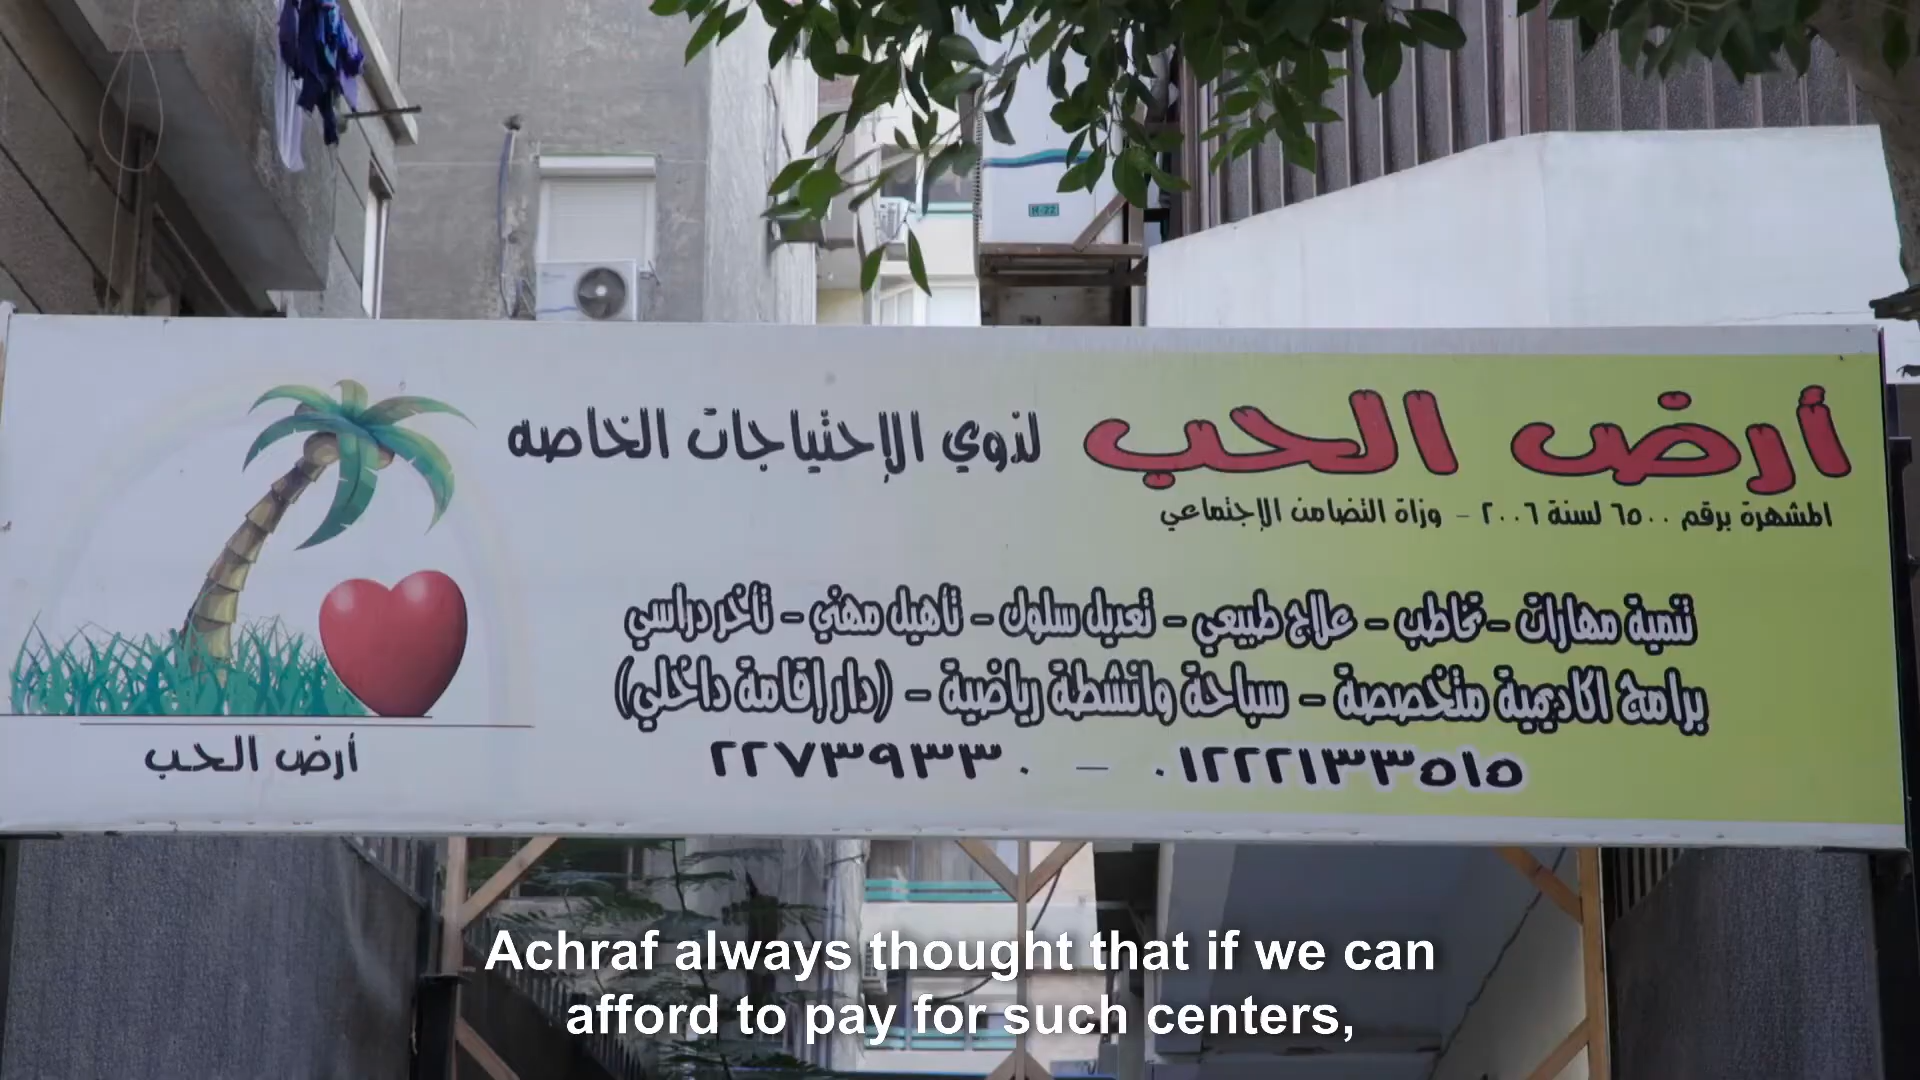 R-22
أرض الحب لذوي الإحتياجات الخاصه
المشهرة برقم ٦٥٠٠ لسنة ٢٠٠٦ - وزاة التضامن الإجتماعي
تنمية مهارات - تخاطب - علاج طبيعي - تعديل سلوك - تأهيل مهني - تأخر دراسي
برامج اكاديمية متخصصة - سباحة وانشطة رياضية - (دار إقامة داخلي)
٠١٢٢٢١٣٣٥١٥ - ٢٢٧٣٩٣٣٠
أرض الحب
Achraf always thought that if we can
afford to pay for such centers,